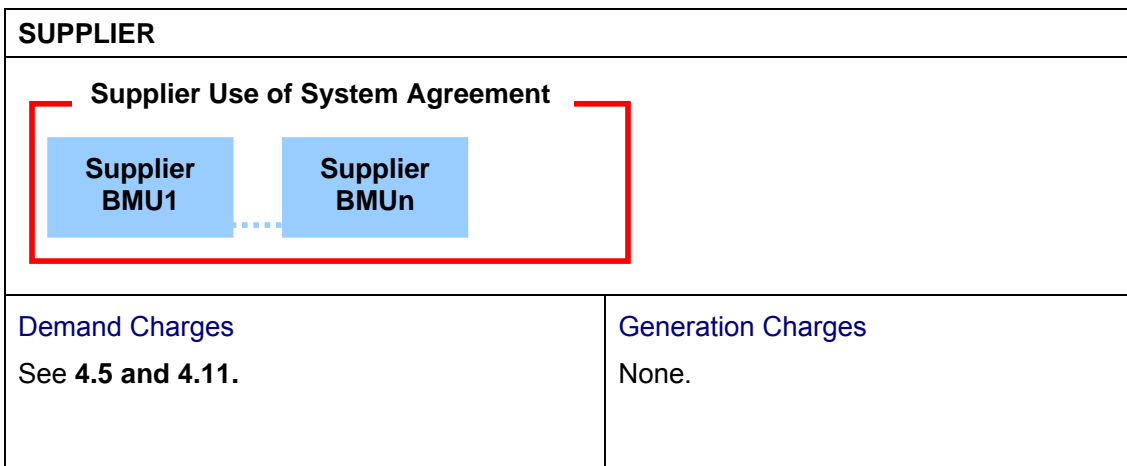 SUPPLIER
Supplier Use of System Agreement
Supplier
BMU1
Supplier
BMUn
Demand Charges
See 4.5 and 4.11.
Generation Charges
None.